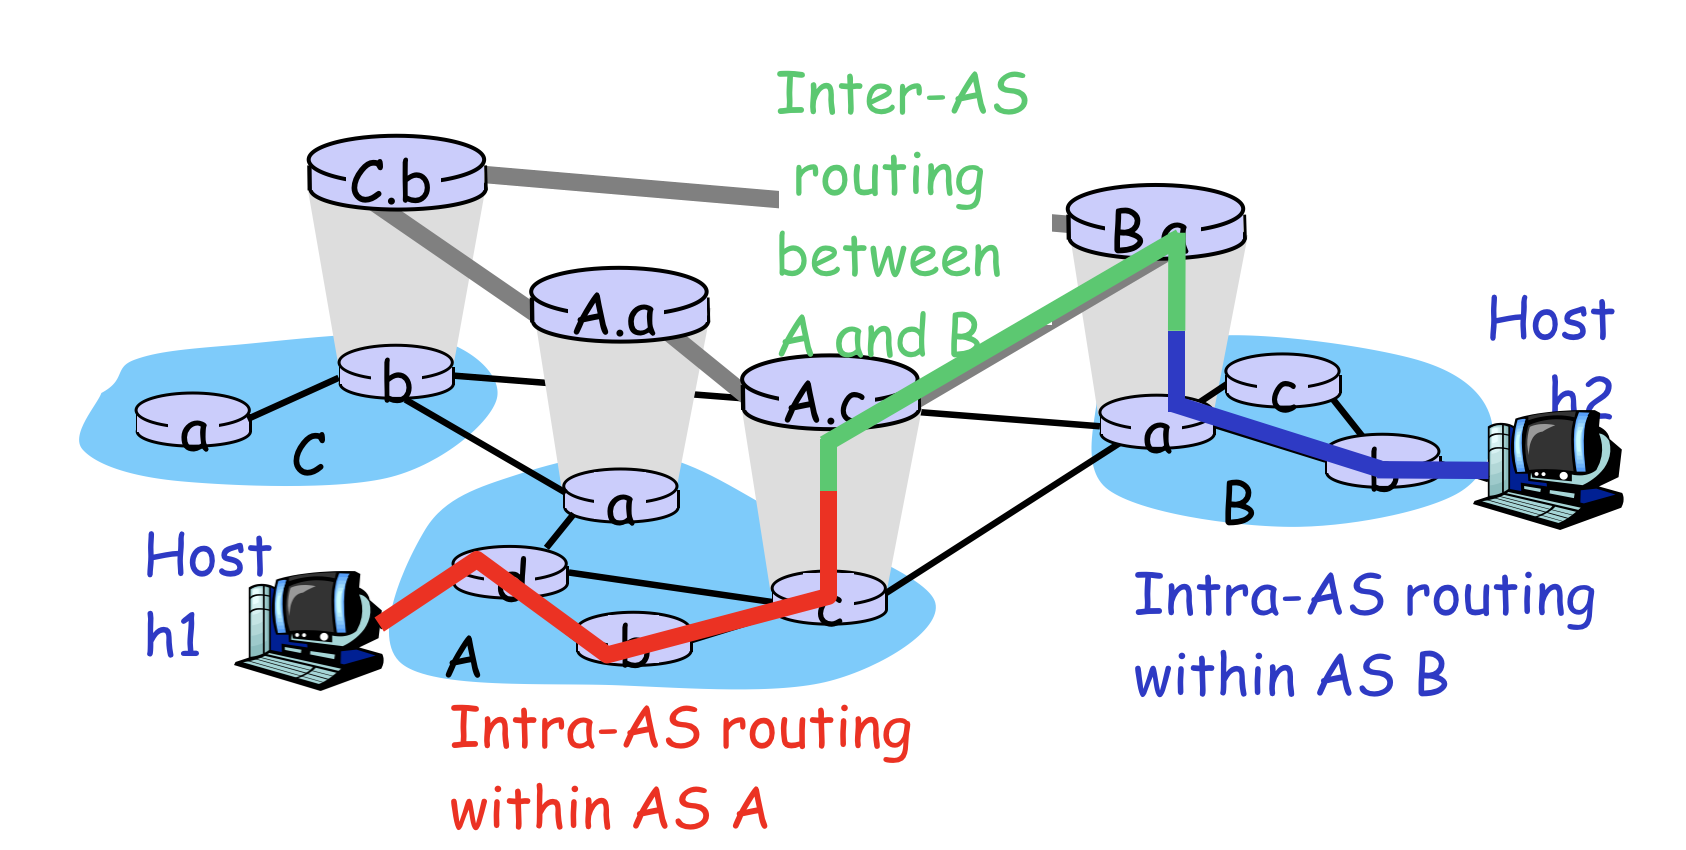 Inter-AS
routing
between
A and B
C.b
B.a
A.a
A.c
Host
h2
b
a
C
c
a
b
B
a
Host
h1
d
c
b
A
Intra-AS routing
within AS B
Intra-AS routing
within AS A